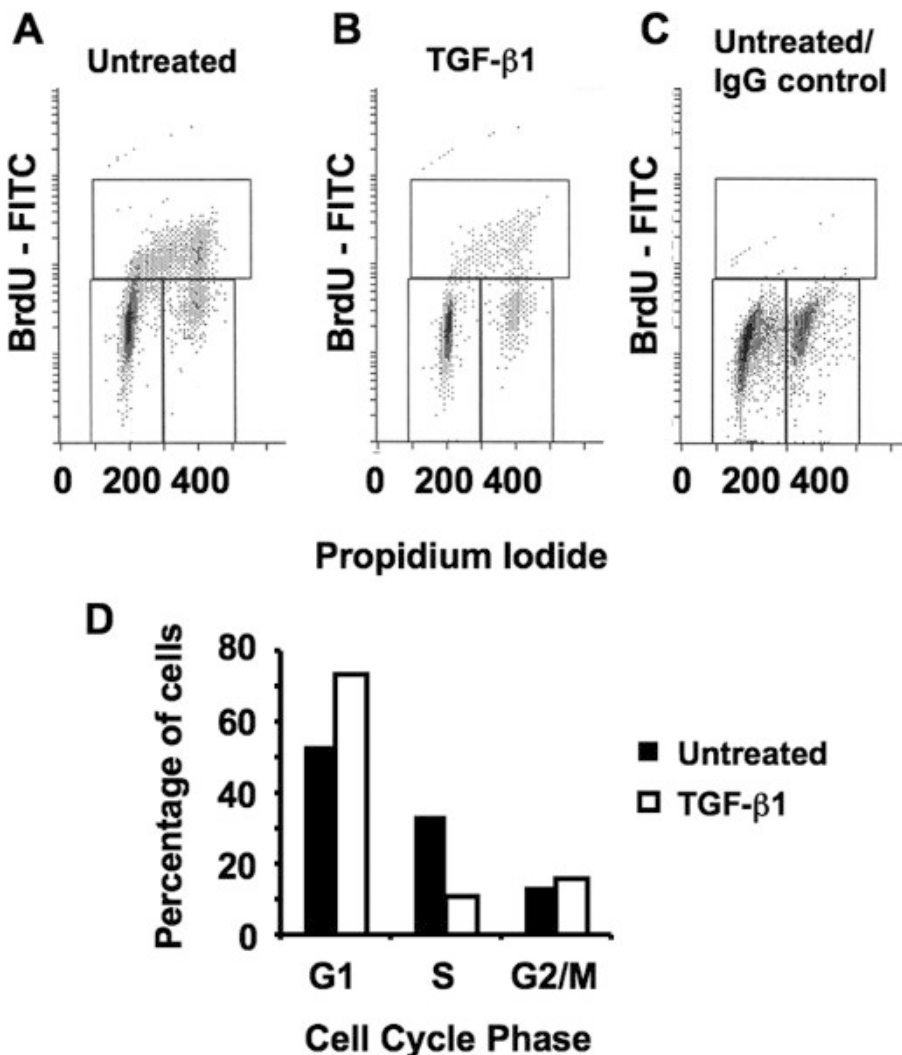 A
Untreated
BrdU - FITC
0 200 400
B
TGF-β1
BrdU - FITC
0 200 400
C
Untreated/
IgG control
BrdU - FITC
0 200 400
Propidium Iodide
D
Percentage of cells
80
60
40
20
0
G1 S G2/M
Cell Cycle Phase
Untreated
TGF-β1